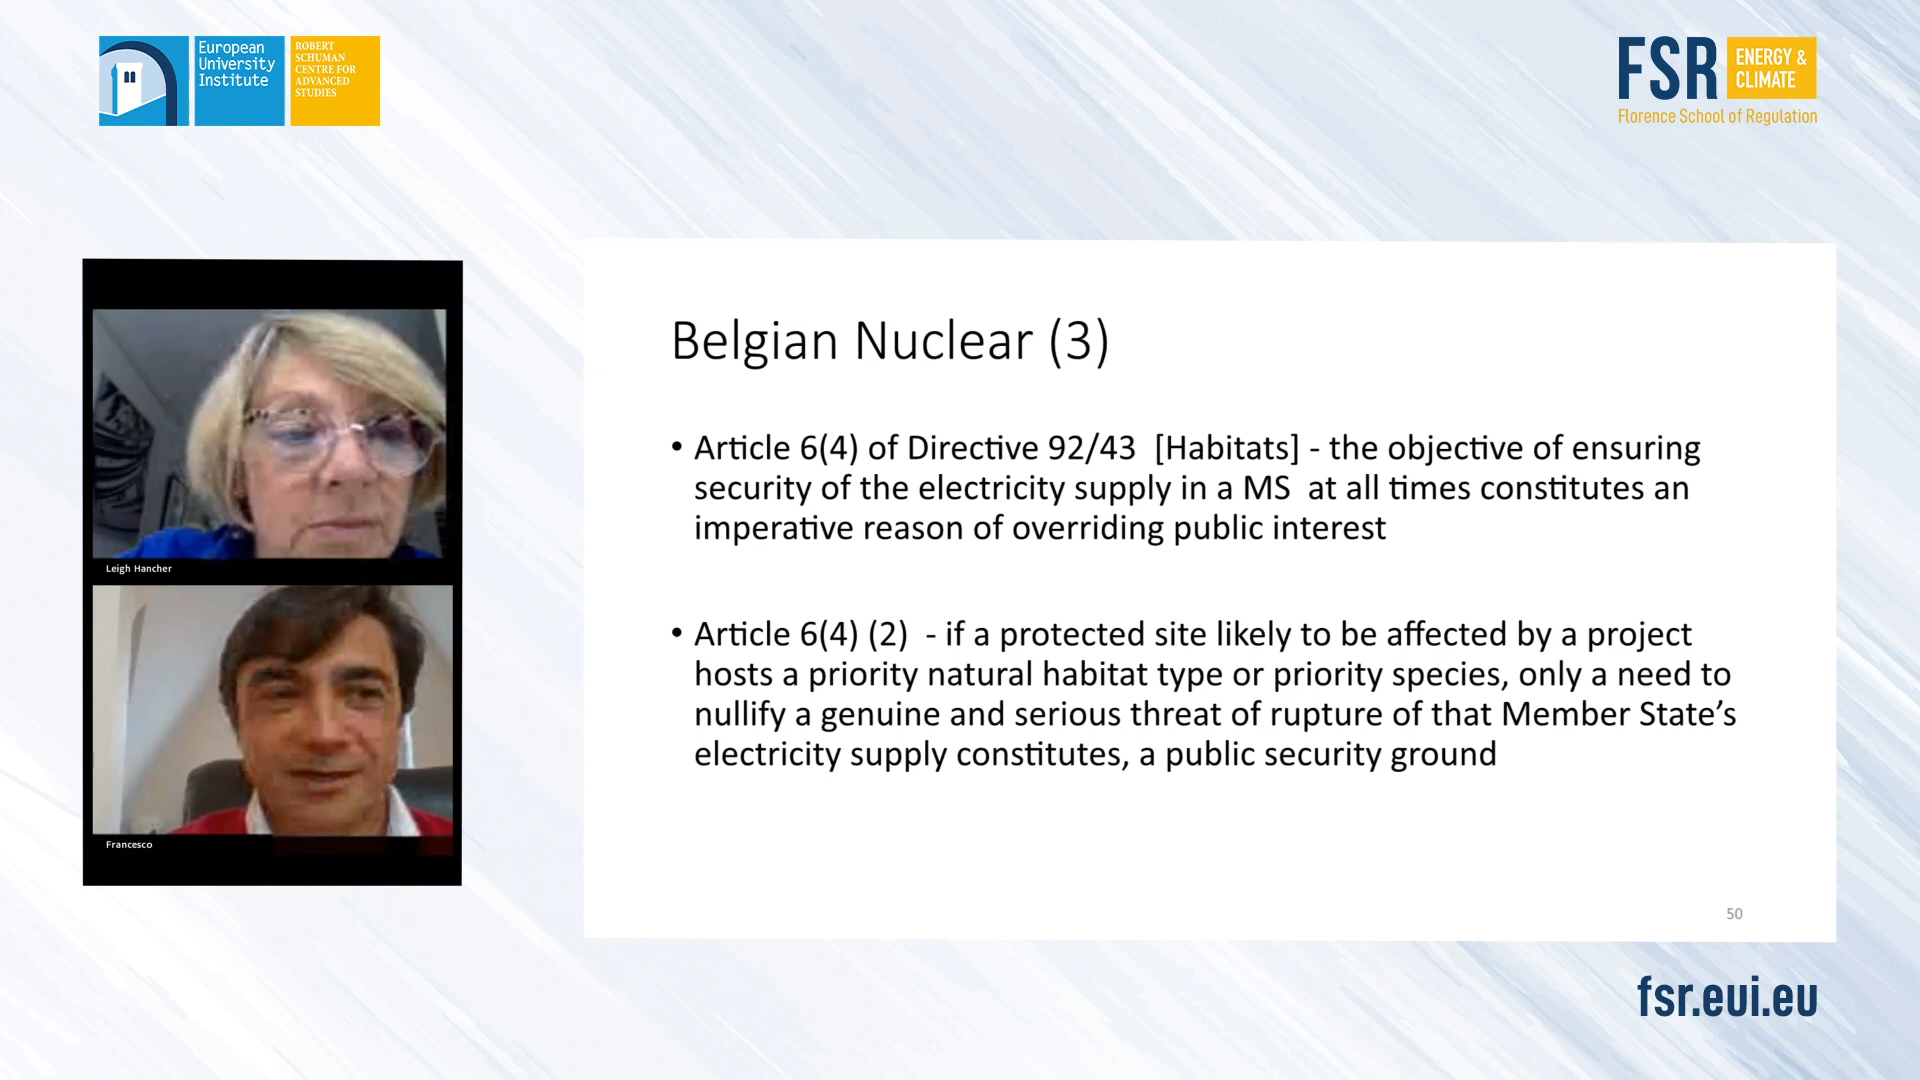 European
University
Institute
ROBERT
SCHUMAN
CENTRE FOR
ADVANCED
STUDIES
FSR
ENERGY &
CLIMATE
Florence School of Regulation
Leigh Hancher
Francesco
Belgian Nuclear (3)
• Article 6(4) of Directive 92/43  [Habitats] - the objective of ensuring
security of the electricity supply in a MS  at all times constitutes an
imperative reason of overriding public interest
• Article 6(4) (2)  - if a protected site likely to be affected by a project
hosts a priority natural habitat type or priority species, only a need to
nullify a genuine and serious threat of rupture of that Member State’s
electricity supply constitutes, a public security ground
50
fsr.eui.eu